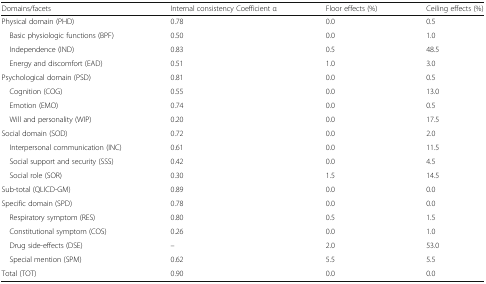 Domains/facets Internal consistency Coefficient α Floor effects (%) Ceiling effects (%)
Physical domain (PHD) 0.78 0.0 0.5
Basic physiologic functions (BPF) 0.50 0.0 1.0
Independence (IND) 0.83 0.5 48.5
Energy and discomfort (EAD) 0.51 1.0 3.0
Psychological domain (PSD) 0.81 0.0 0.5
Cognition (COG) 0.55 0.0 13.0
Emotion (EMO) 0.74 0.0 0.5
Will and personality (WIP) 0.20 0.0 17.5
Social domain (SOD) 0.72 0.0 2.0
Interpersonal communication (INC) 0.61 0.0 11.5
Social support and security (SSS) 0.42 0.0 4.5
Social role (SOR) 0.30 1.5 14.5
Sub-total (QLICD-GM) 0.89 0.0 0.0
Specific domain (SPD) 0.78 0.0 0.0
Respiratory symptom (RES) 0.80 0.5 1.5
Constitutional symptom (COS) 0.26 0.0 1.0
Drug side-effects (DSE) – 2.0 53.0
Special mention (SPM) 0.62 5.5 5.5
Total (TOT) 0.90 0.0 0.0